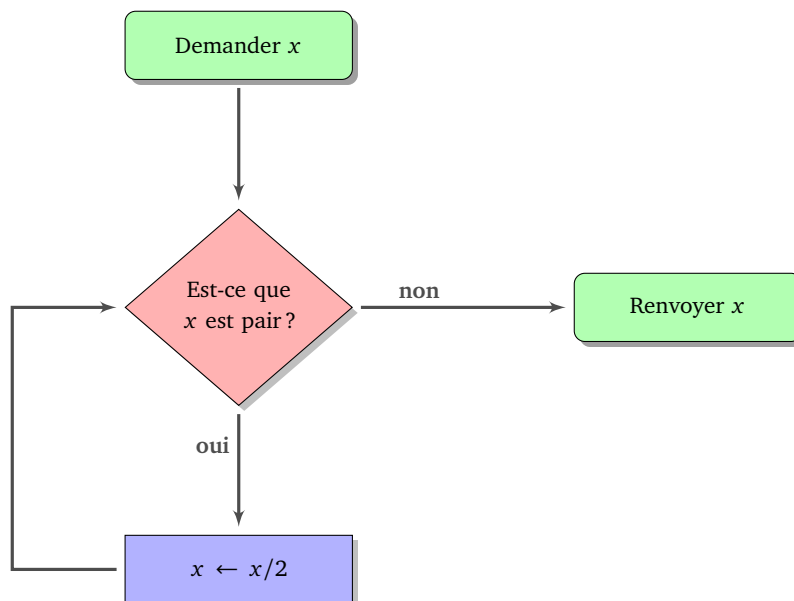 Demander x
Est-ce que
x est pair ?
non
Renvoyer x
oui
x ← x/2